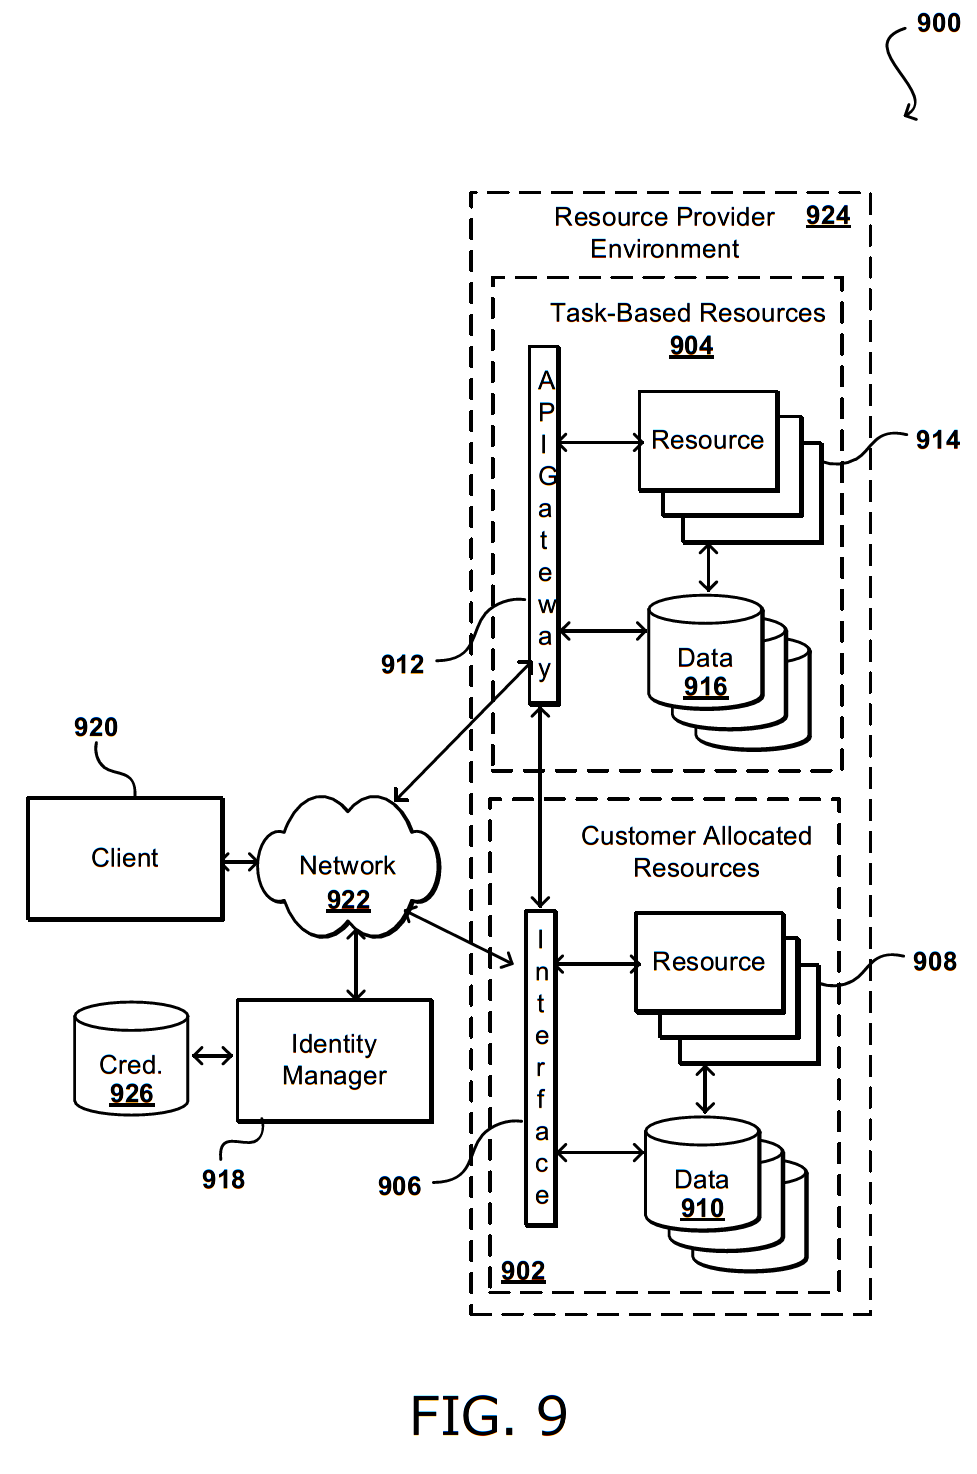 900
Resource Provider
Environment
924
Task-Based Resources
904
API Gateway
Resource
914
912
Data
916
920
Client
Network
922
Customer Allocated
Resources
Interface
Resource
908
Identity
Manager
Cred.
926
918
906
Data
910
902
FIG. 9